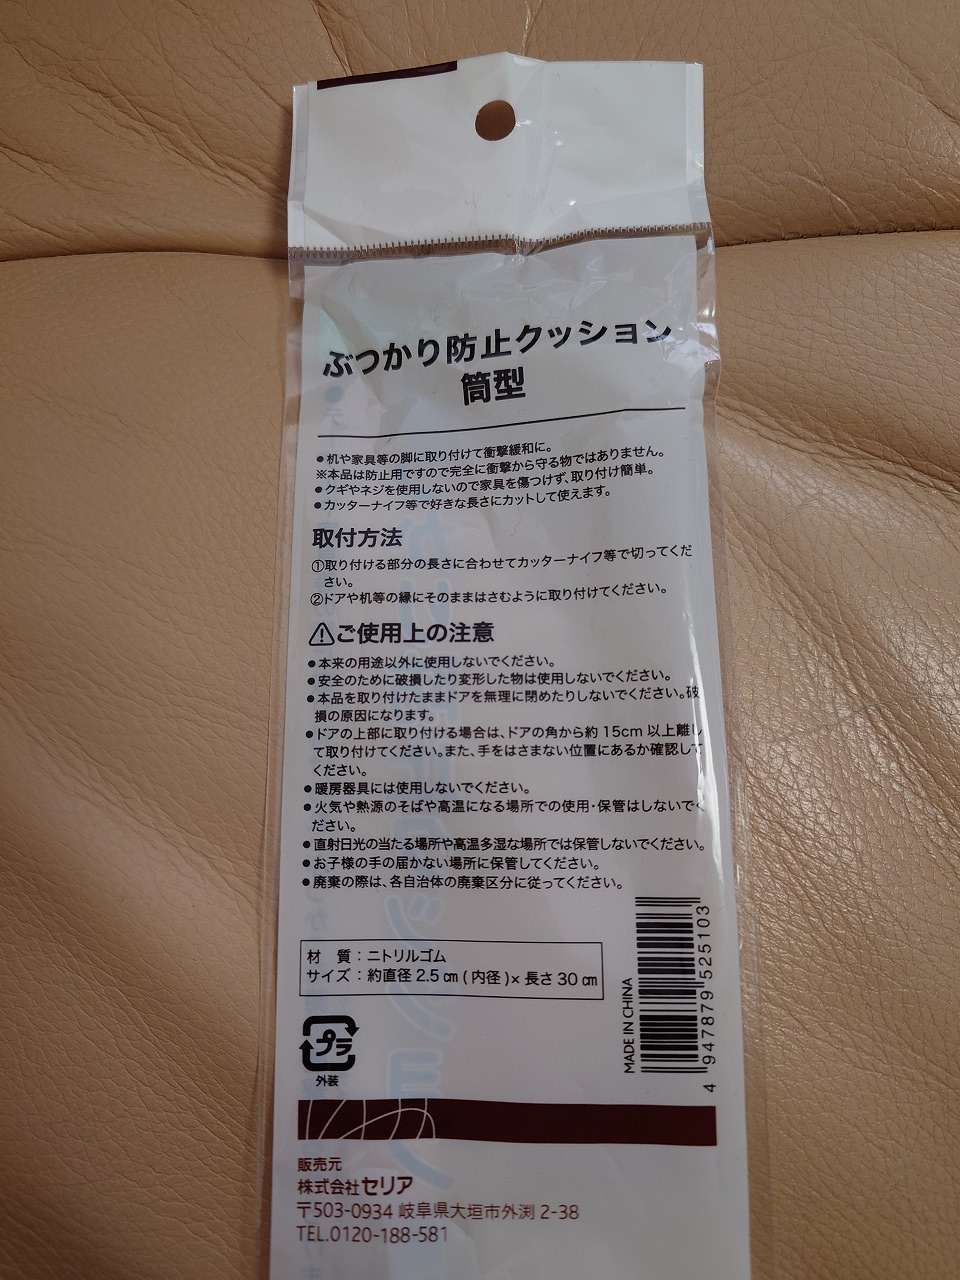 ぶつかり防止クッション
筒型
●机や家具等の脚に取り付けて衝撃緩和に。
※本品は防止用ですので完全に衝撃から守る物ではありません。
●クギやネジを使用しないので家具を傷つけず、取り付け簡単。
●カッターナイフ等で好きな長さにカットして使えます。
取付方法
①取り付ける部分の長さに合わせてカッターナイフ等で切ってくだ
さい。
②ドアや机等の縁にそのままはさむように取り付けてください。
⚠ご使用上の注意
●本来の用途以外に使用しないでください。
●安全のために破損したり変形した物は使用しないでください。
●本品を取り付けたままドアを無理に閉めたりしないでください。破
損の原因になります。
●ドアの上部に取り付ける場合は、ドアの角から約15cm以上離し
て取り付けてください。また、手をはさまない位置にあるか確認して
ください。
●暖房器具には使用しないでください。
●火気や熱源のそばや高温になる場所での使用・保管はしないでく
ださい。
●直射日光の当たる場所や高温多湿な場所では保管しないでください。
●お子様の手の届かない場所に保管してください。
●廃棄の際は、各自治体の廃棄区分に従ってください。
材　質：ニトリルゴム
サイズ：約直径2.5㎝(内径)×長さ30㎝
MADE IN CHINA
4 947879 525103
プラ
外装
販売元
株式会社セリア
〒503-0934 岐阜県大垣市外渕 2-38
TEL.0120-188-581